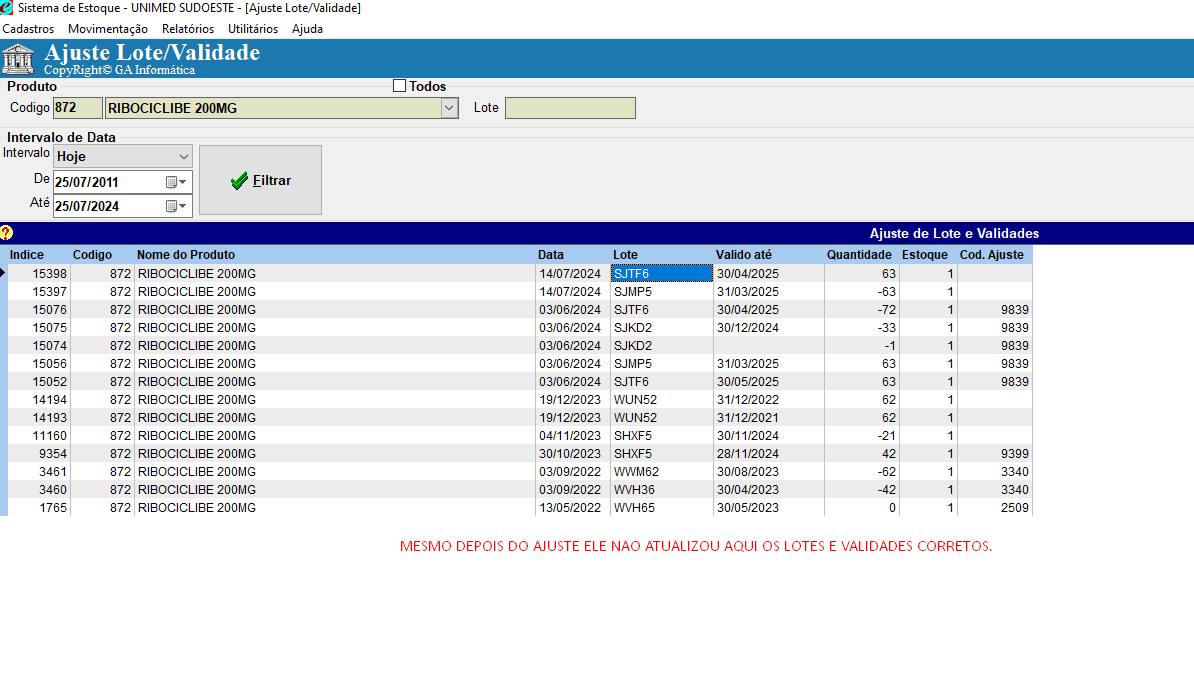 Sistema de Estoque - UNIMED SUDOESTE - [Ajuste Lote/Validade]
Cadastros Movimentação Relatórios Utilitários Ajuda
Ajuste Lote/Validade
CopyRight© GA Informática
Produto Todos
Codigo 872 RIBOCICLIBE 200MG Lote
Intervalo de Data
Intervalo Hoje
De 25/07/2011
Filtrar
Até 25/07/2024
? Ajuste de Lote e Validades
Indice Codigo Nome do Produto Data Lote Valido até Quantidade Estoque Cod. Ajuste
15398 872 RIBOCICLIBE 200MG 14/07/2024 SJTF6 30/04/2025 63 1
15397 872 RIBOCICLIBE 200MG 14/07/2024 SJMP5 31/03/2025 -63 1
15076 872 RIBOCICLIBE 200MG 03/06/2024 SJTF6 30/04/2025 -72 1 9839
15075 872 RIBOCICLIBE 200MG 03/06/2024 SJKD2 30/12/2024 -33 1 9839
15074 872 RIBOCICLIBE 200MG 03/06/2024 SJKD2 -1 1 9839
15056 872 RIBOCICLIBE 200MG 03/06/2024 SJMP5 31/03/2025 63 1 9839
15052 872 RIBOCICLIBE 200MG 03/06/2024 SJTF6 30/05/2025 63 1 9839
14194 872 RIBOCICLIBE 200MG 19/12/2023 WUN52 31/12/2022 62 1
14193 872 RIBOCICLIBE 200MG 19/12/2023 WUN52 31/12/2021 62 1
11160 872 RIBOCICLIBE 200MG 04/11/2023 SHXF5 30/11/2024 -21 1
9354 872 RIBOCICLIBE 200MG 30/10/2023 SHXF5 28/11/2024 42 1 9399
3461 872 RIBOCICLIBE 200MG 03/09/2022 WWM62 30/08/2023 -62 1 3340
3460 872 RIBOCICLIBE 200MG 03/09/2022 WVH36 30/04/2023 -42 1 3340
1765 872 RIBOCICLIBE 200MG 13/05/2022 WVH65 30/05/2023 0 1 2509
MESMO DEPOIS DO AJUSTE ELE NAO ATUALIZOU AQUI OS LOTES E VALIDADES CORRETOS.